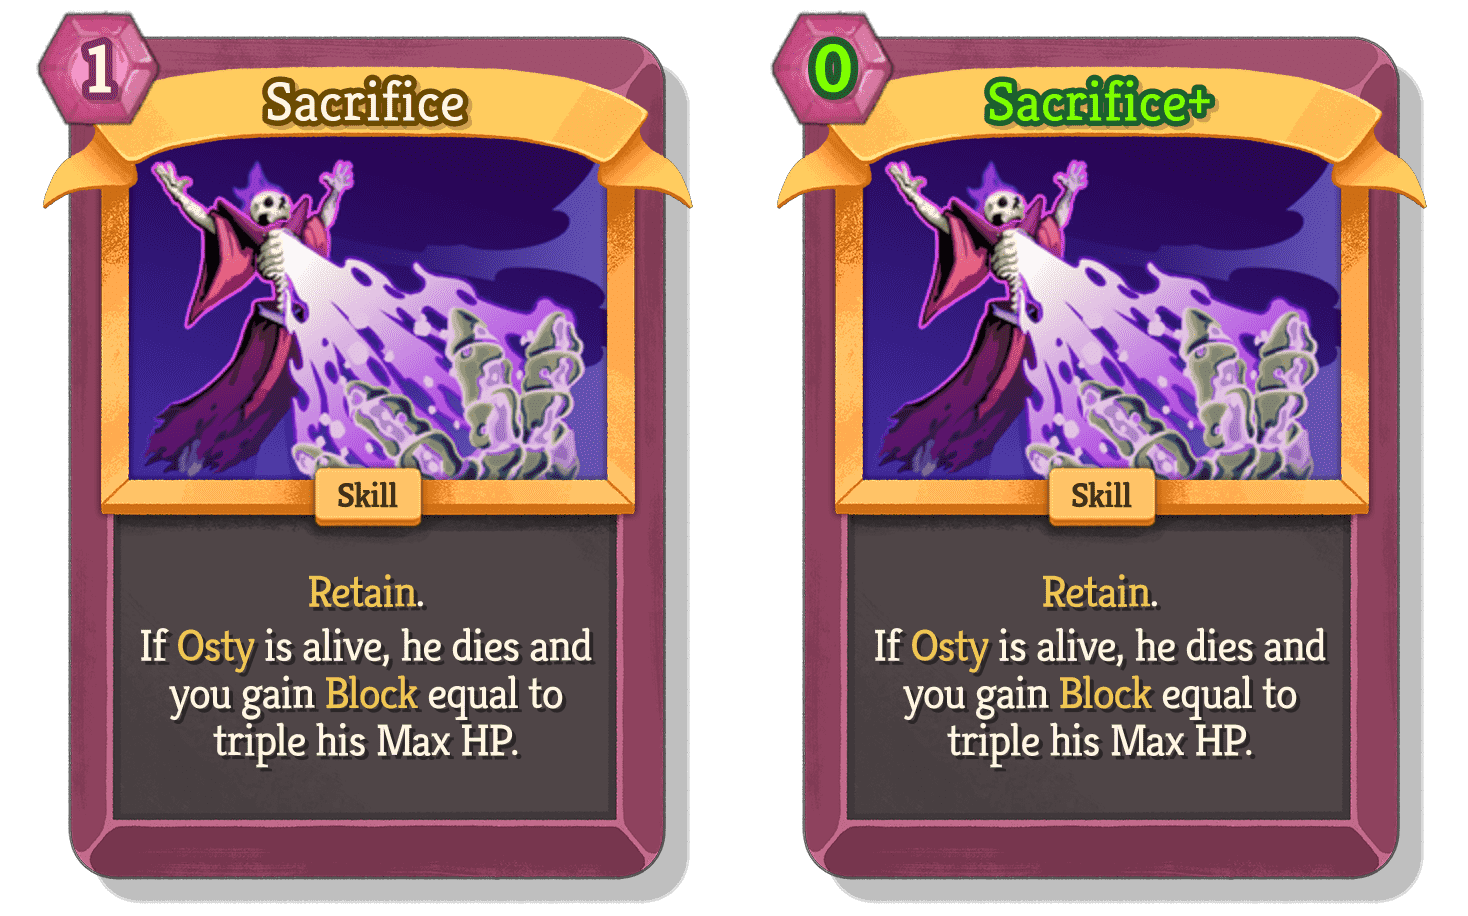 1
Sacrifice
Skill
Retain.
If Osty is alive, he dies and
you gain Block equal to
triple his Max HP.
0
Sacrifice+
Skill
Retain.
If Osty is alive, he dies and
you gain Block equal to
triple his Max HP.